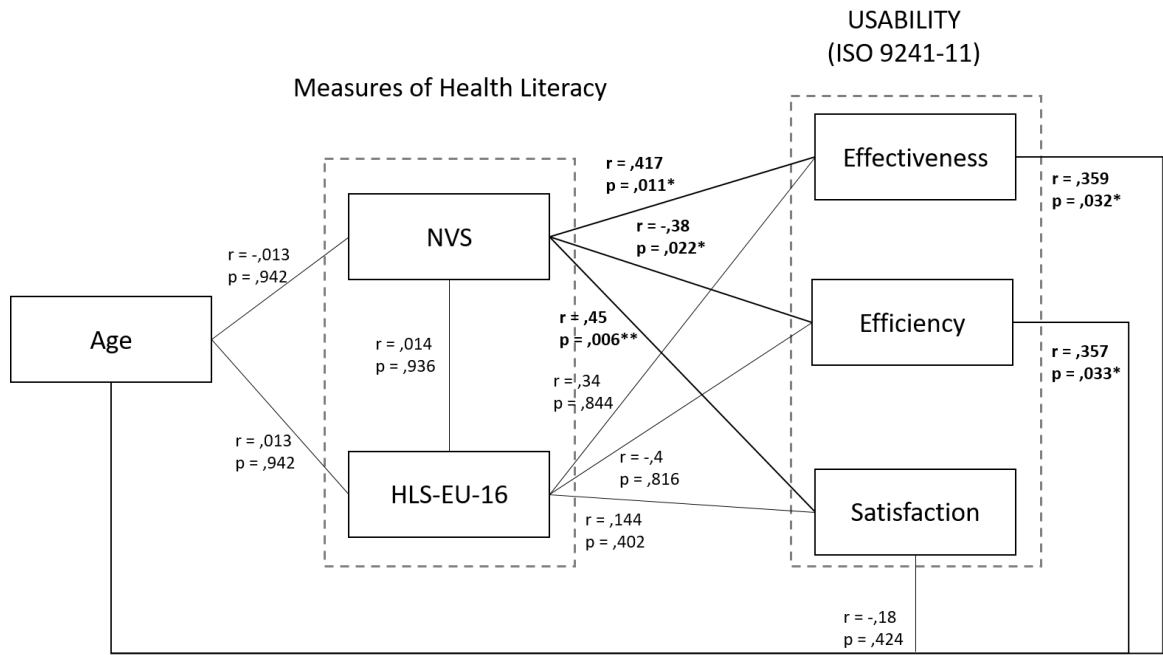 USABILITY
(ISO 9241-11)
Measures of Health Literacy
Effectiveness
r = ,417
p = ,011*
r = ,359
p = ,032*
NVS
r = -,38
p = ,022*
r = -,013
p = ,942
Age
r = ,45
p = ,006**
Efficiency
r = ,014
p = ,936
r = ,357
p = ,033*
r = ,34
p = ,844
r = ,013
p = ,942
HLS-EU-16
r = -,4
p = ,816
Satisfaction
r = ,144
p = ,402
r = -,18
p = ,424